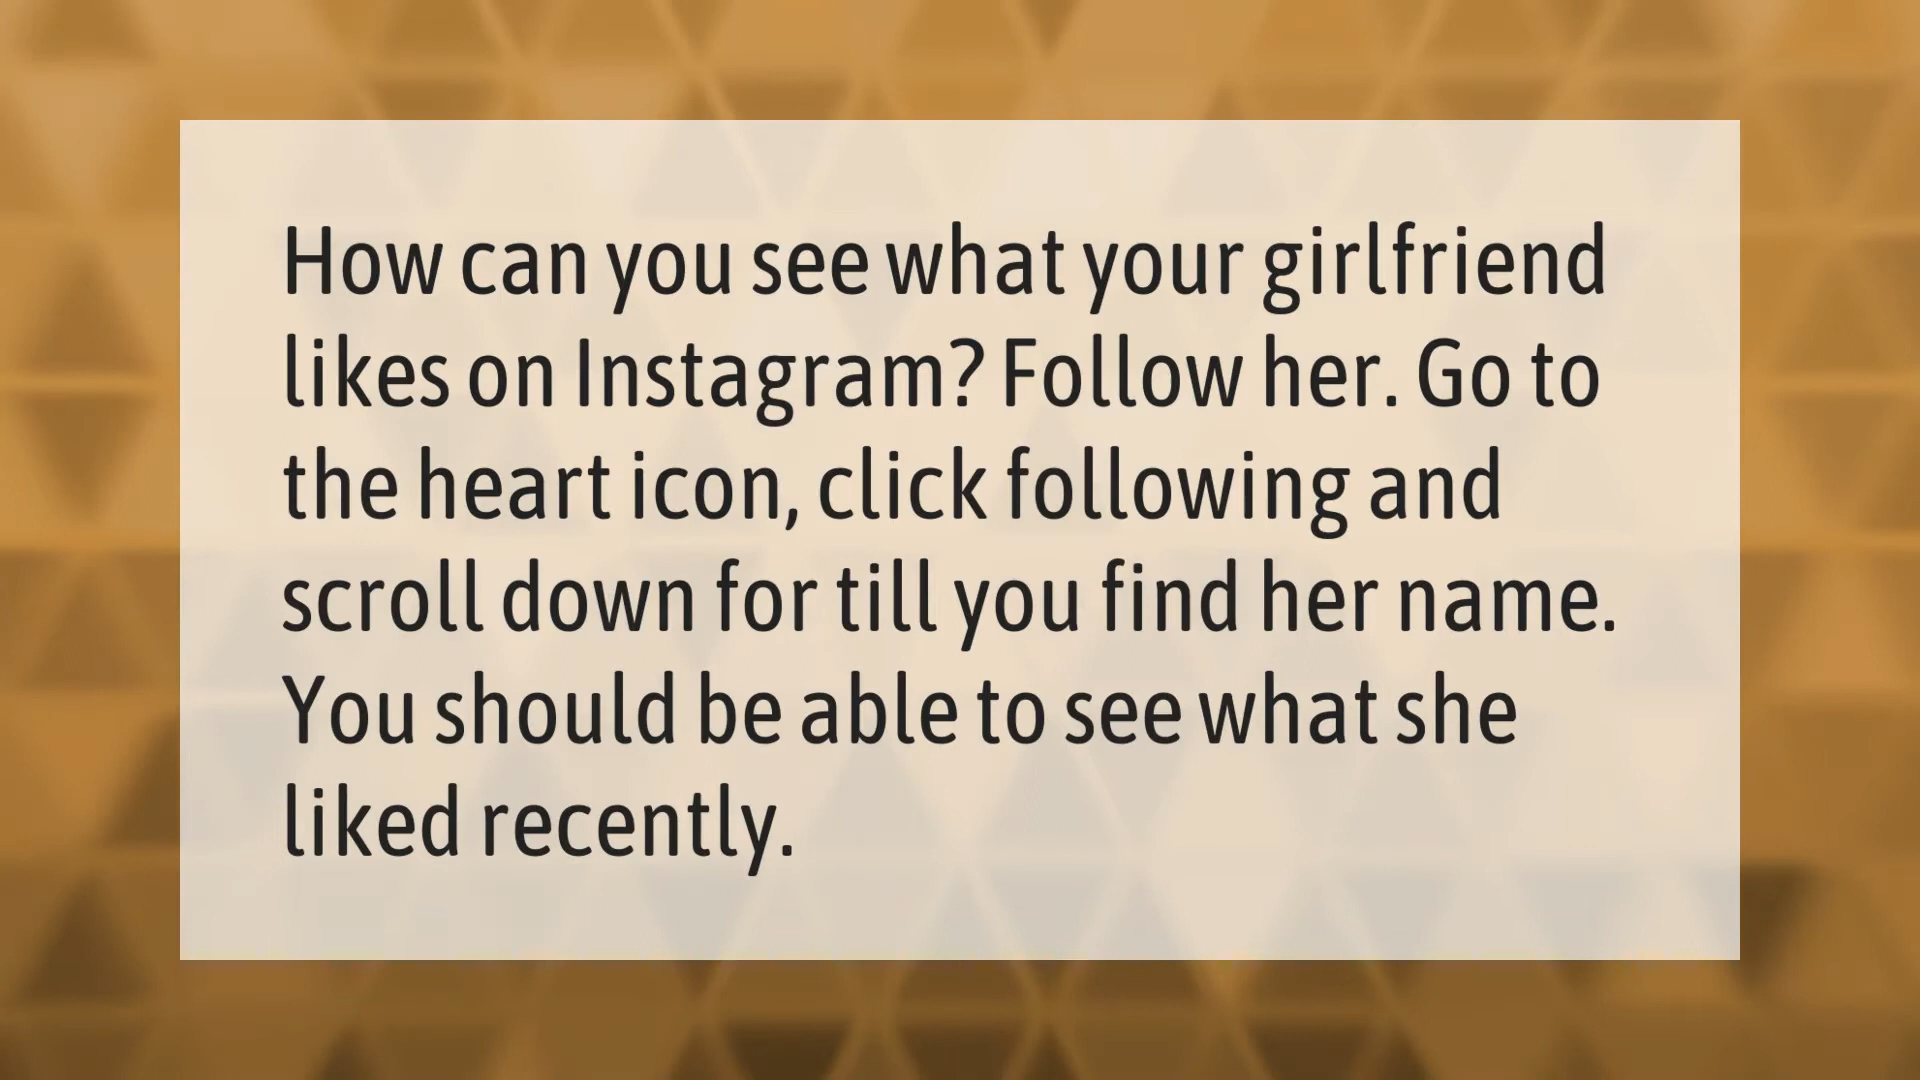 How can you see what your girlfriend
likes on Instagram? Follow her. Go to
the heart icon, click following and
scroll down for till you find her name.
You should be able to see what she
liked recently.